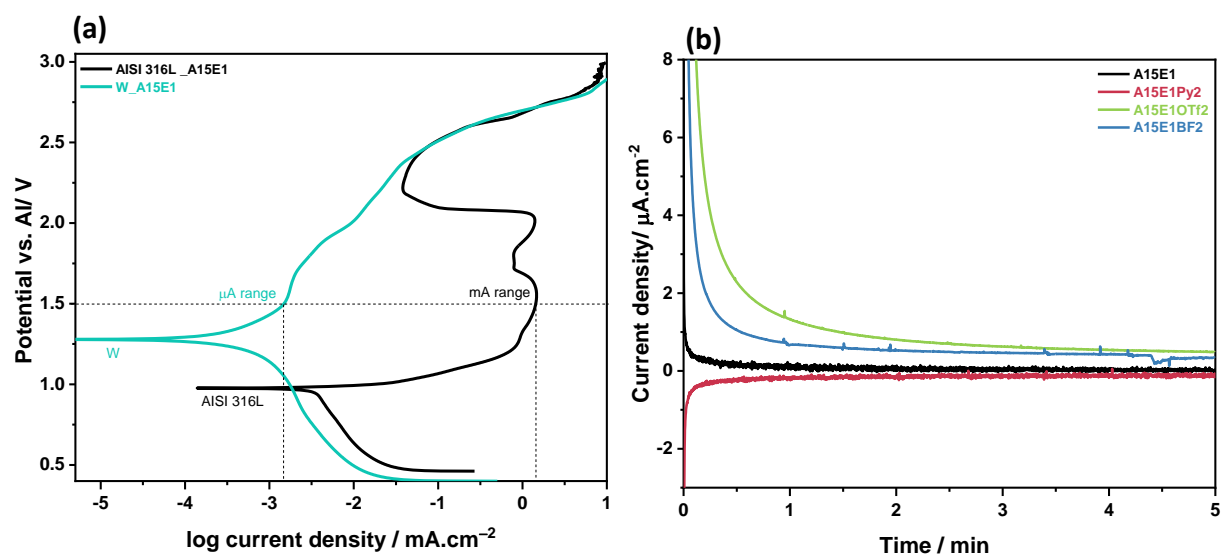 (a)
AISI 316L _A15E1
W_A15E1
3.0
2.5
2.0
1.5
1.0
0.5
Potential vs. Al/ V
μA range
mA range
W
AISI 316L
-5
-4
-3
-2
-1
0
1
log current density / mA.cm⁻²
(b)
A15E1
A15E1Py2
A15E1OTf2
A15E1BF2
8
6
4
2
0
-2
Current density/ μA.cm⁻²
0
1
2
3
4
5
Time / min